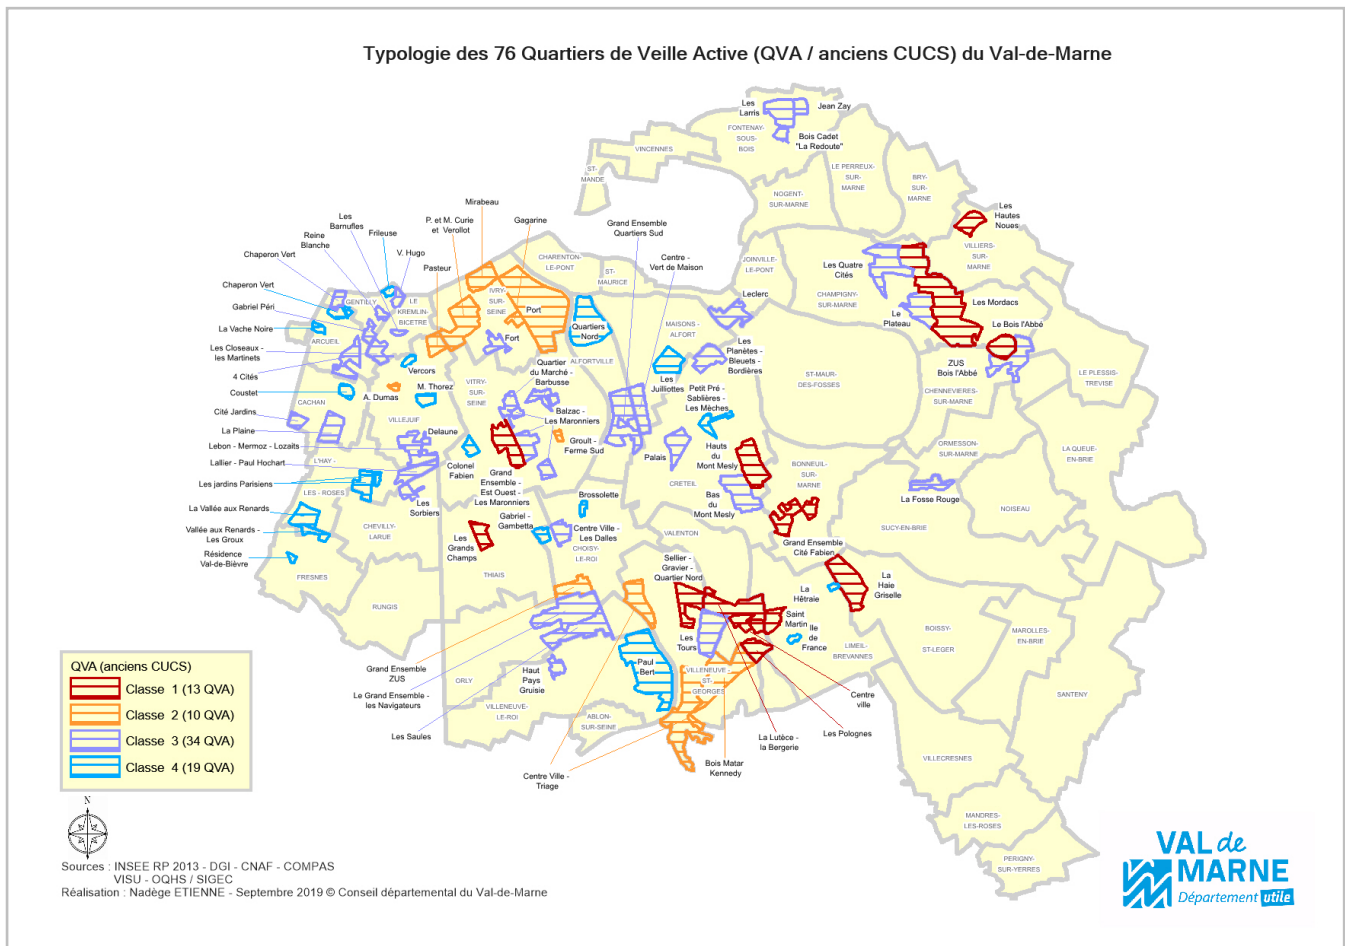 Typologie des 76 Quartiers de Veille Active (QVA / anciens CUCS) du Val-de-Marne
Les
Larris
Jean Zay
FONTENAY-
SOUS-
BOIS
Bois Cadet
"La Redoute"
VINCENNES
ST-
MANDE
LE PERREUX-
SUR-
MARNE
BRY-
SUR-
MARNE
NOGENT-
SUR-MARNE
Les
Hautes
Noues
VILLIERS-
SUR-
MARNE
Mirabeau
P. et M. Curie
et Verollot
Gagarine
Les
Barnufles
Reine
Blanche
Frileuse
V. Hugo
Pasteur
Chaperon Vert
Chaperon Vert
Gabriel Péri
La Vache Noire
Les Closeaux -
les Martinets
4 Cités
Coustet
Cité Jardins
La Plaine
Lebon - Mermoz - Lozaits
Lallier - Paul Hochart
Les jardins Parisiens
La Vallée aux Renards
Vallée aux Renards -
Les Groux
Résidence
Val-de-Bièvre
Grand Ensemble
Quartiers Sud
Centre -
Vert de Maison
CHARENTON-
LE-PONT
ST-
MAURICE
JOINVILLE-
LE-PONT
Les Quatre
Cités
CHAMPIGNY-
SUR-MARNE
Les Mordacs
Le
Plateau
Le Bois l'Abbé
ZUS
Bois l'Abbé
CHENNEVIERES-
SUR-MARNE
LE PLESSIS-
TREVISE
GENTILLY
LE
KREMLIN-
BICETRE
ARCUEIL
IVRY-
SUR-
SEINE
Port
Fort
Quartiers
Nord
ALFORTVILLE
MAISONS-
ALFORT
Leclerc
Les
Planètes -
Bleuets -
Bordières
Les
Juilliottes
Petit Pré -
Sablières -
Les Mèches
ST-MAUR-
DES-FOSSES
Vercors
A. Dumas
M. Thorez
CACHAN
VILLEJUIF
VITRY-
SUR-
SEINE
Quartier
du Marché -
Barbusse
Balzac -
Les Maronniers
Groult -
Ferme Sud
Delaune
Colonel
Fabien
Grand
Ensemble -
Est Ouest -
Les Maronniers
Les
Sorbiers
L'HAY -
LES - ROSES
CHEVILLY-
LARUE
Palais
CRETEIL
Hauts
du
Mont Mesly
Bas
du
Mont Mesly
BONNEUIL-
SUR-
MARNE
ORMESSON-
SUR-MARNE
LA QUEUE-
EN-BRIE
La Fosse Rouge
NOISEAU
SUCY-EN-BRIE
Brossolette
Gabriel -
Gambetta
Centre Ville -
Les Dalles
CHOISY-
LE-ROI
Les
Grands
Champs
THIAIS
FRESNES
RUNGIS
VALENTON
Grand Ensemble
Cité Fabien
Sellier -
Gravier -
Quartier Nord
La
Haie
Griselle
La
Hêtraie
Saint
Martin
Ile
de
France
Les
Tours
LIMEIL-
BREVANNES
BOISSY-
ST-LEGER
MAROLLES-
EN-BRIE
SANTENY
Grand Ensemble
ZUS
Le Grand Ensemble -
les Navigateurs
Les Saules
ORLY
Haut
Pays
Gruisie
Paul
Bert
VILLENEUVE -
ST-
GEORGES
VILLENEUVE-
LE-ROI
ABLON-
SUR-SEINE
Centre Ville -
Triage
Bois Matar
Kennedy
La Lutèce -
la Bergerie
Les Polognes
Centre
ville
VILLECRESNES
MANDRES-
LES-ROSES
PERIGNY-
SUR-YERRES
QVA (anciens CUCS)
Classe 1 (13 QVA)
Classe 2 (10 QVA)
Classe 3 (34 QVA)
Classe 4 (19 QVA)
N
Sources : INSEE RP 2013 - DGI - CNAF - COMPAS
VISU - OQHS / SIGEC
Réalisation : Nadège ETIENNE - Septembre 2019 © Conseil départemental du Val-de-Marne
VAL de
MARNE
Département utile